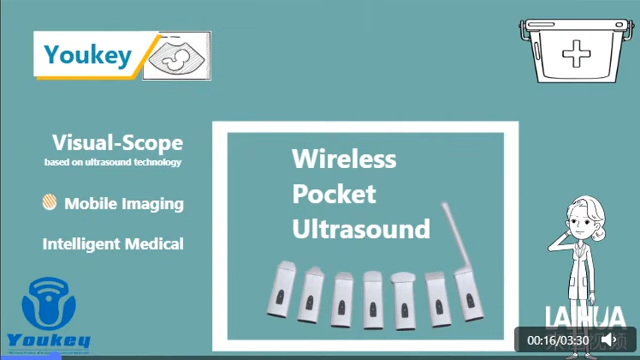 Youkey
Visual-Scope
based on ultrasound technology
Mobile Imaging
Intelligent Medical
Wireless
Pocket
Ultrasound
Youkey
LAIHUA
00:16/03:30